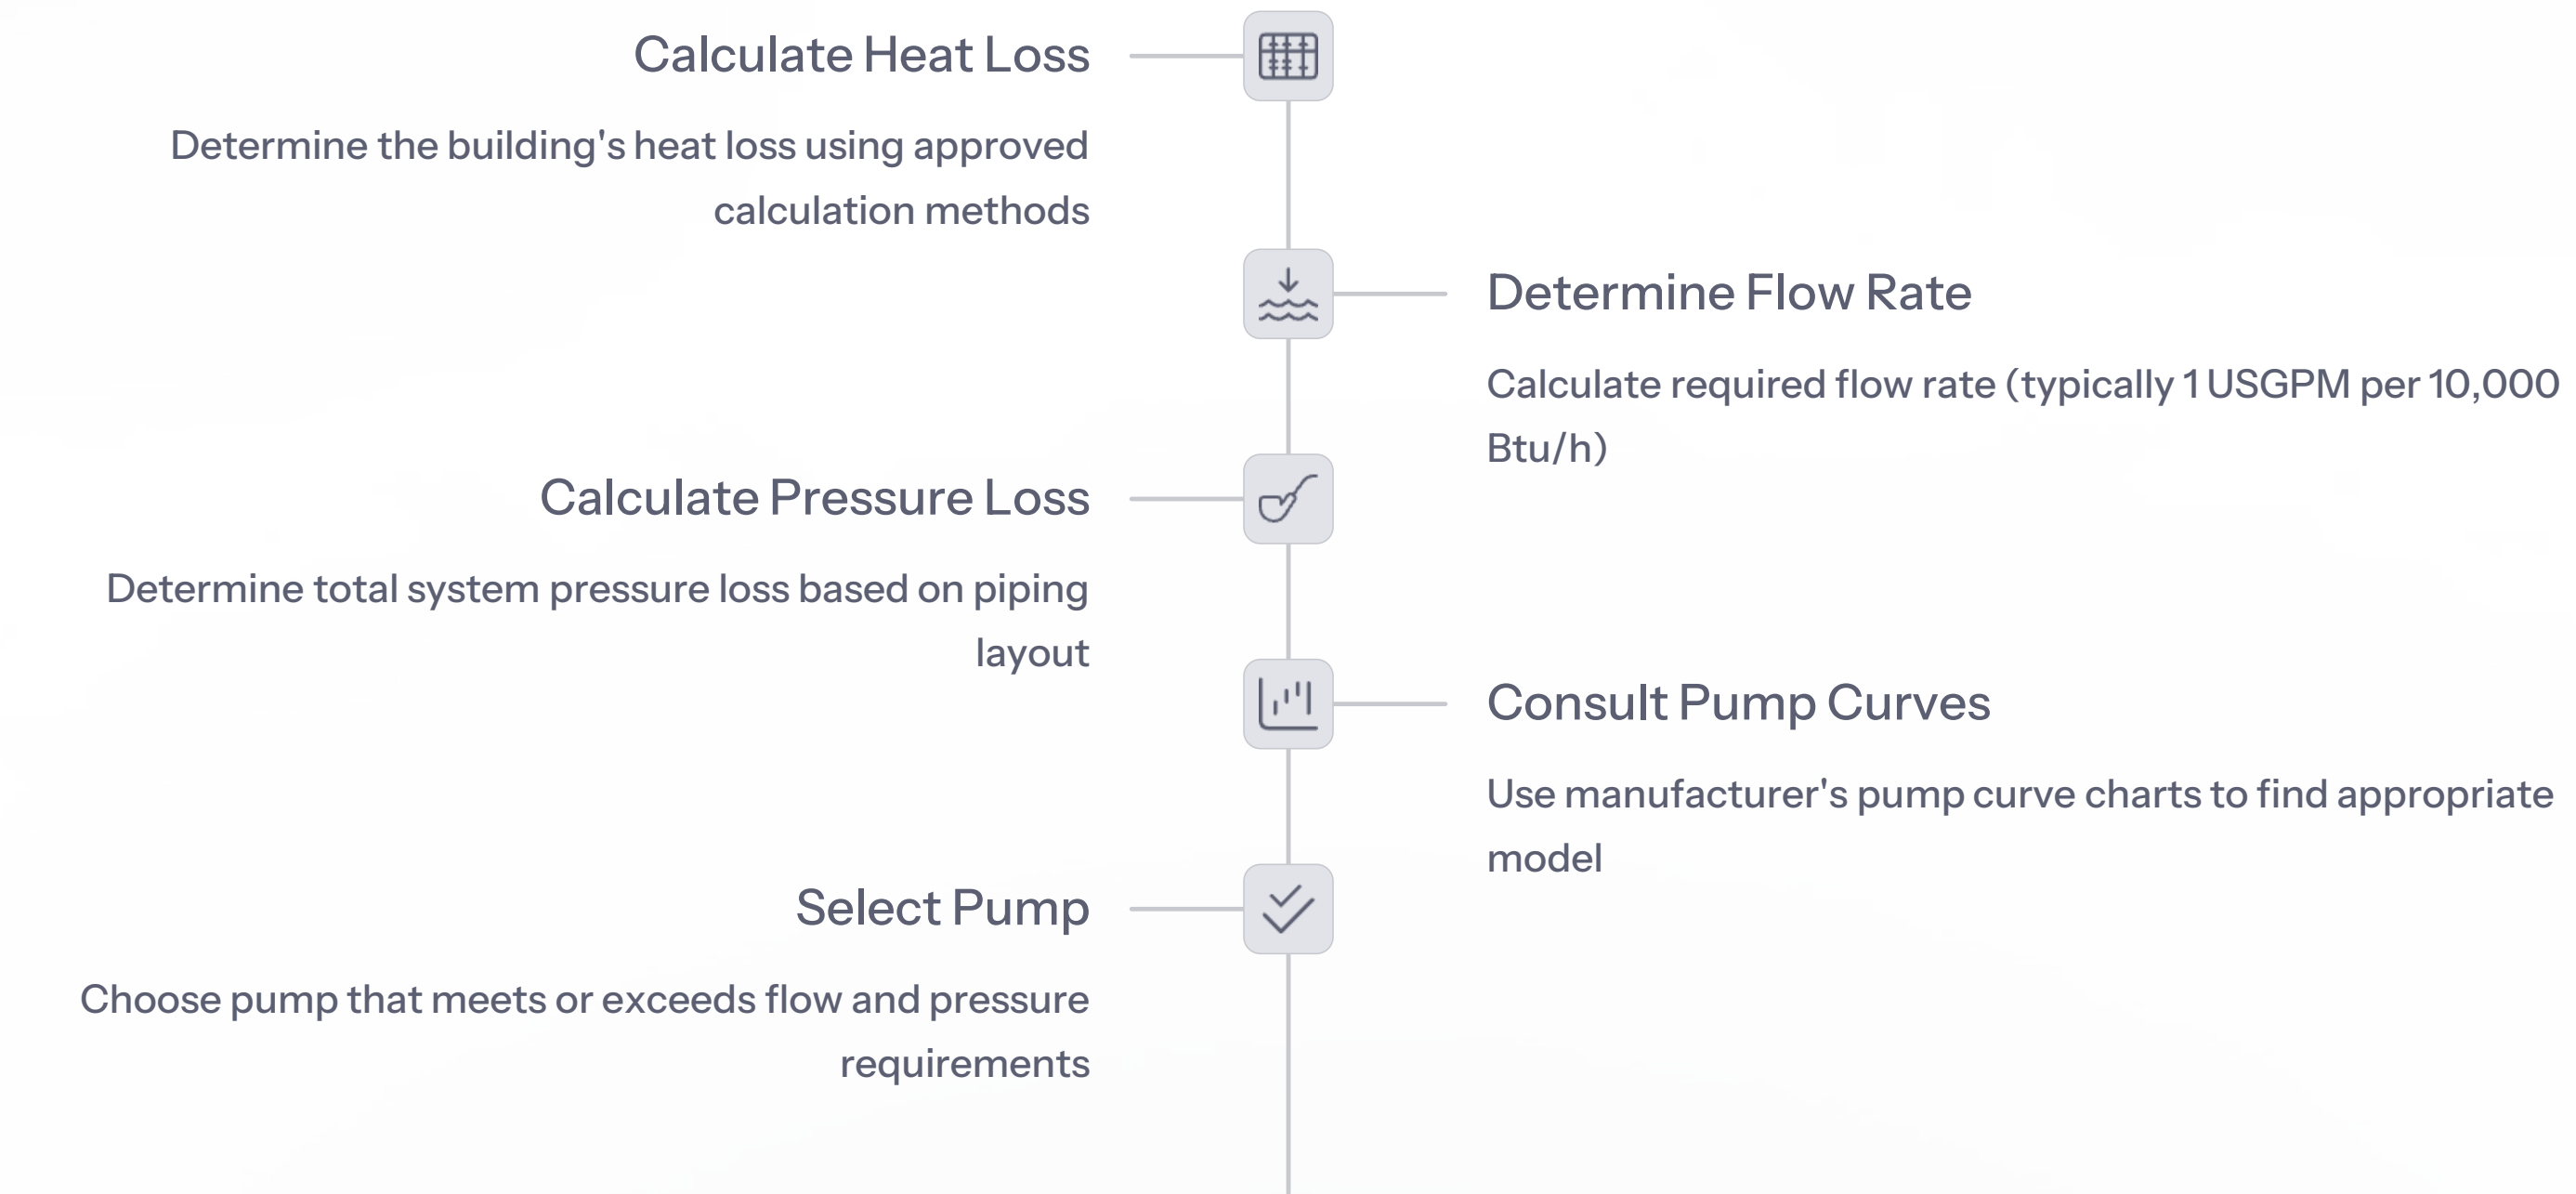 Calculate Heat Loss
Determine the building's heat loss using approved
calculation methods
Determine Flow Rate
Calculate required flow rate (typically 1 USGPM per 10,000
Btu/h)
Calculate Pressure Loss
Determine total system pressure loss based on piping
layout
Consult Pump Curves
Use manufacturer's pump curve charts to find appropriate
model
Select Pump
Choose pump that meets or exceeds flow and pressure
requirements